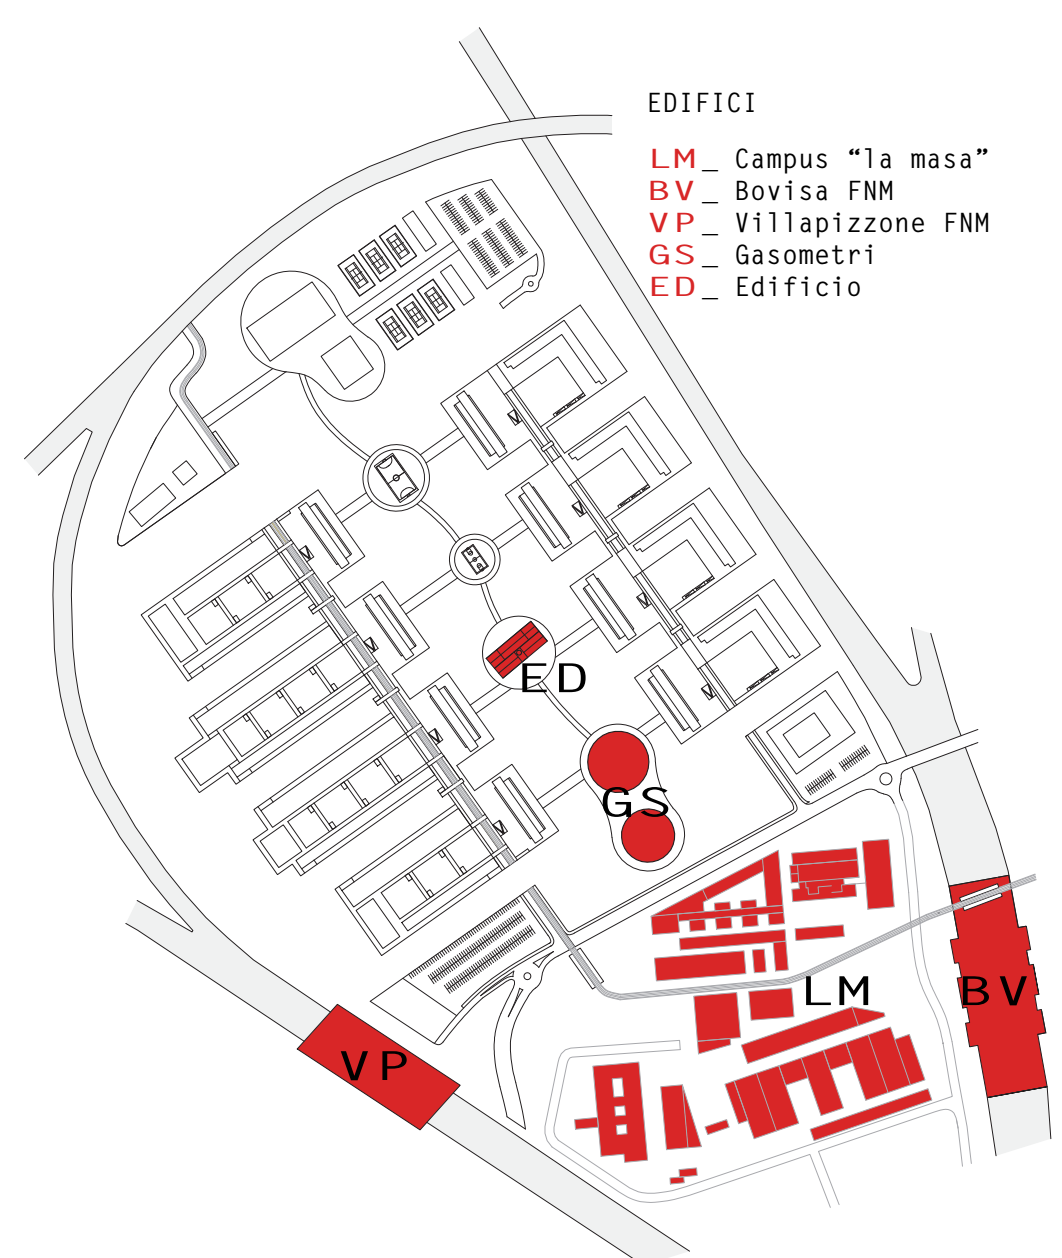 EDIFICI
LM_ Campus “la masa”
BV_ Bovisa FNM
VP_ Villapizzone FNM
GS_ Gasometri
ED_ Edificio
ED
GS
LM
BV
VP